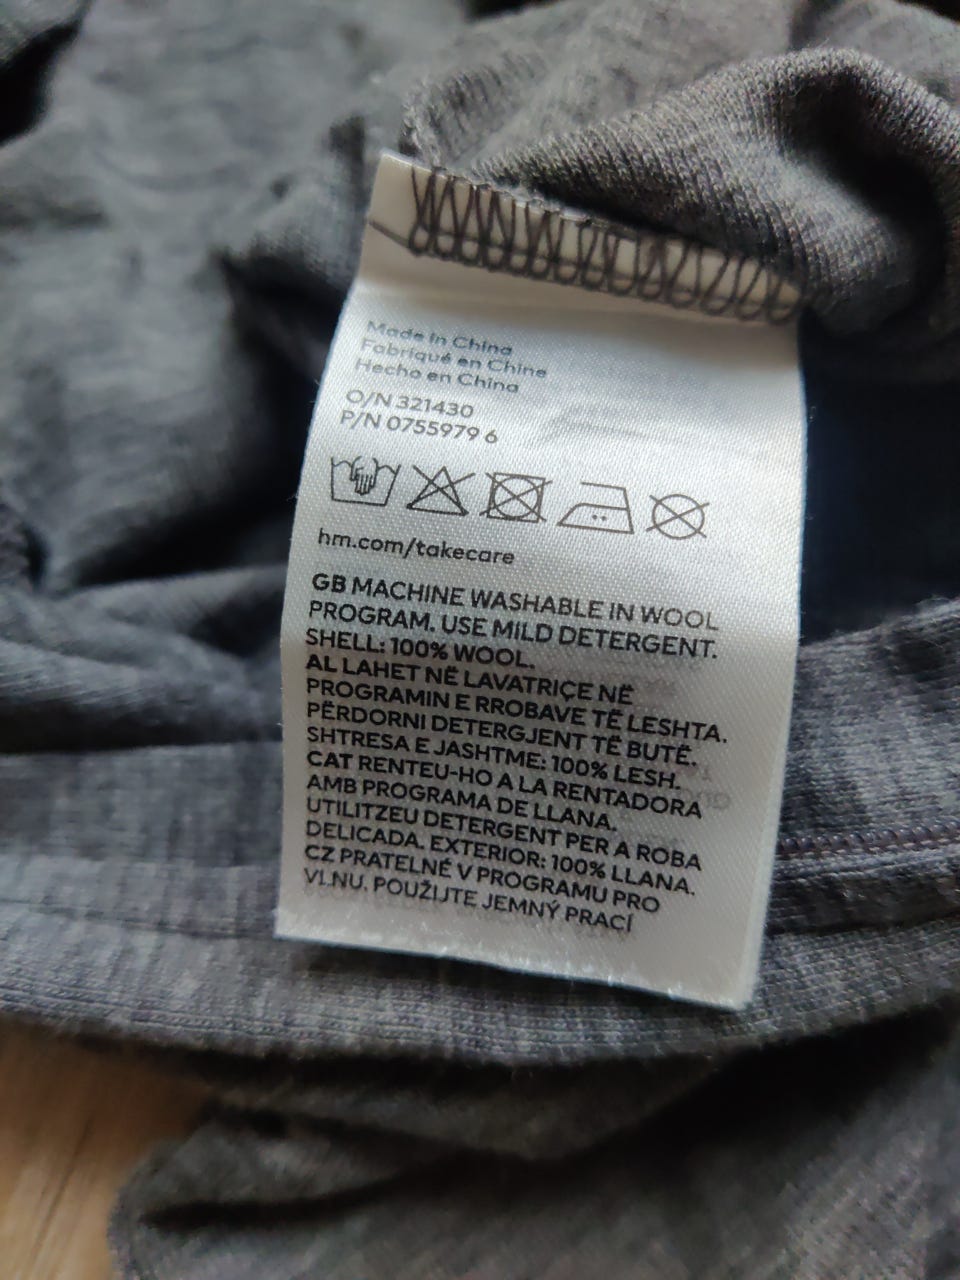 Made in China
Fabriqué en Chine
Hecho en China
O/N 321430
P/N 0755979 6
hm.com/takecare
GB MACHINE WASHABLE IN WOOL
PROGRAM. USE MILD DETERGENT.
SHELL: 100% WOOL.
AL LAHET NË LAVATRIÇE NË
PROGRAMIN E RROBAVE TË LESHTA.
PËRDORNI DETERGJENT TË BUTË.
SHTRESA E JASHTME: 100% LESH.
CAT RENTEU-HO A LA RENTADORA
AMB PROGRAMA DE LLANA.
UTILITZEU DETERGENT PER A ROBA
DELICADA. EXTERIOR: 100% LLANA.
CZ PRATELNÉ V PROGRAMU PRO
VLNU. POUŽIJTE JEMNÝ PRACÍ